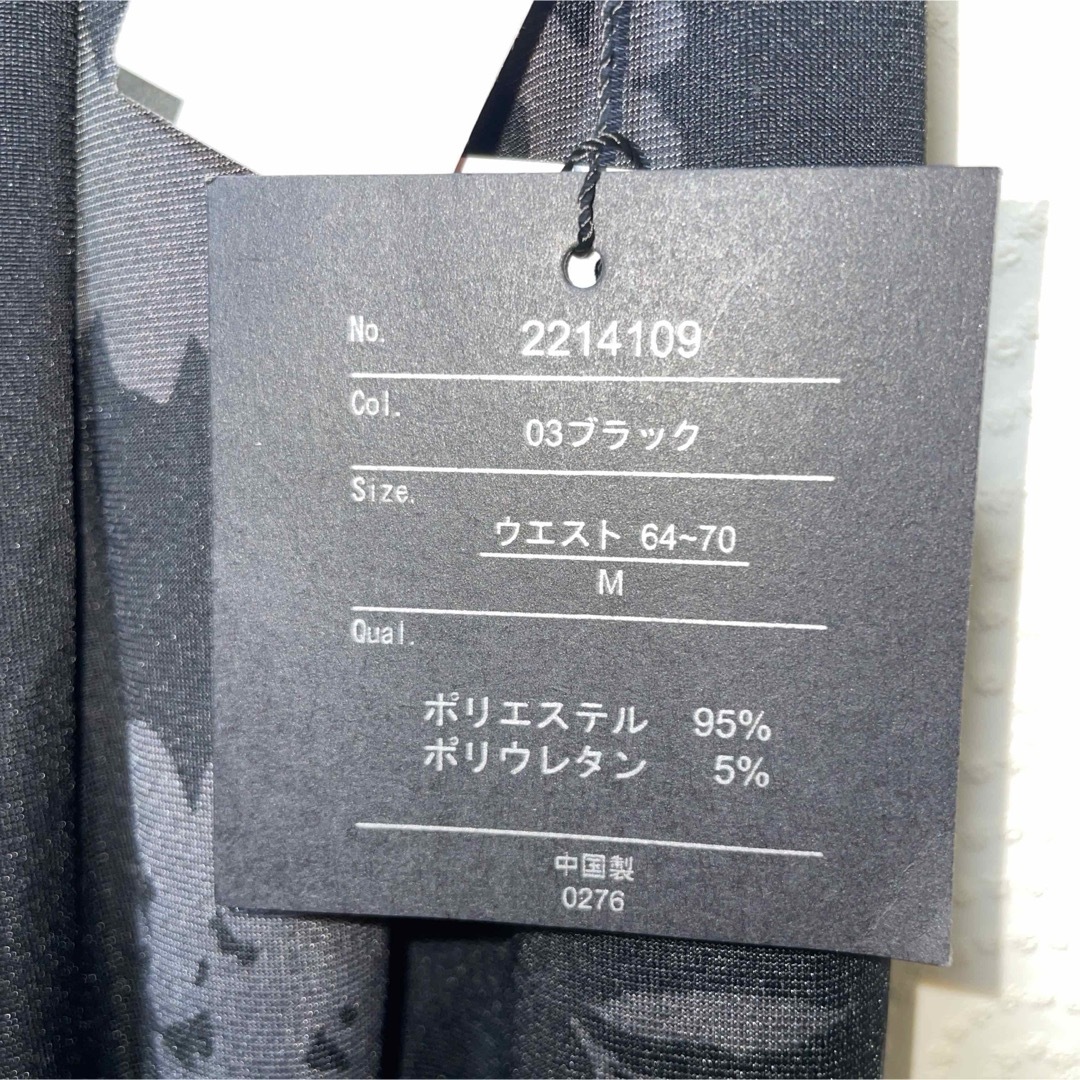 No. 2214109
Col.
03ブラック
Size.
ウエスト 64~70
M
Qual.
ポリエステル 95%
ポリウレタン 5%
中国製
0276